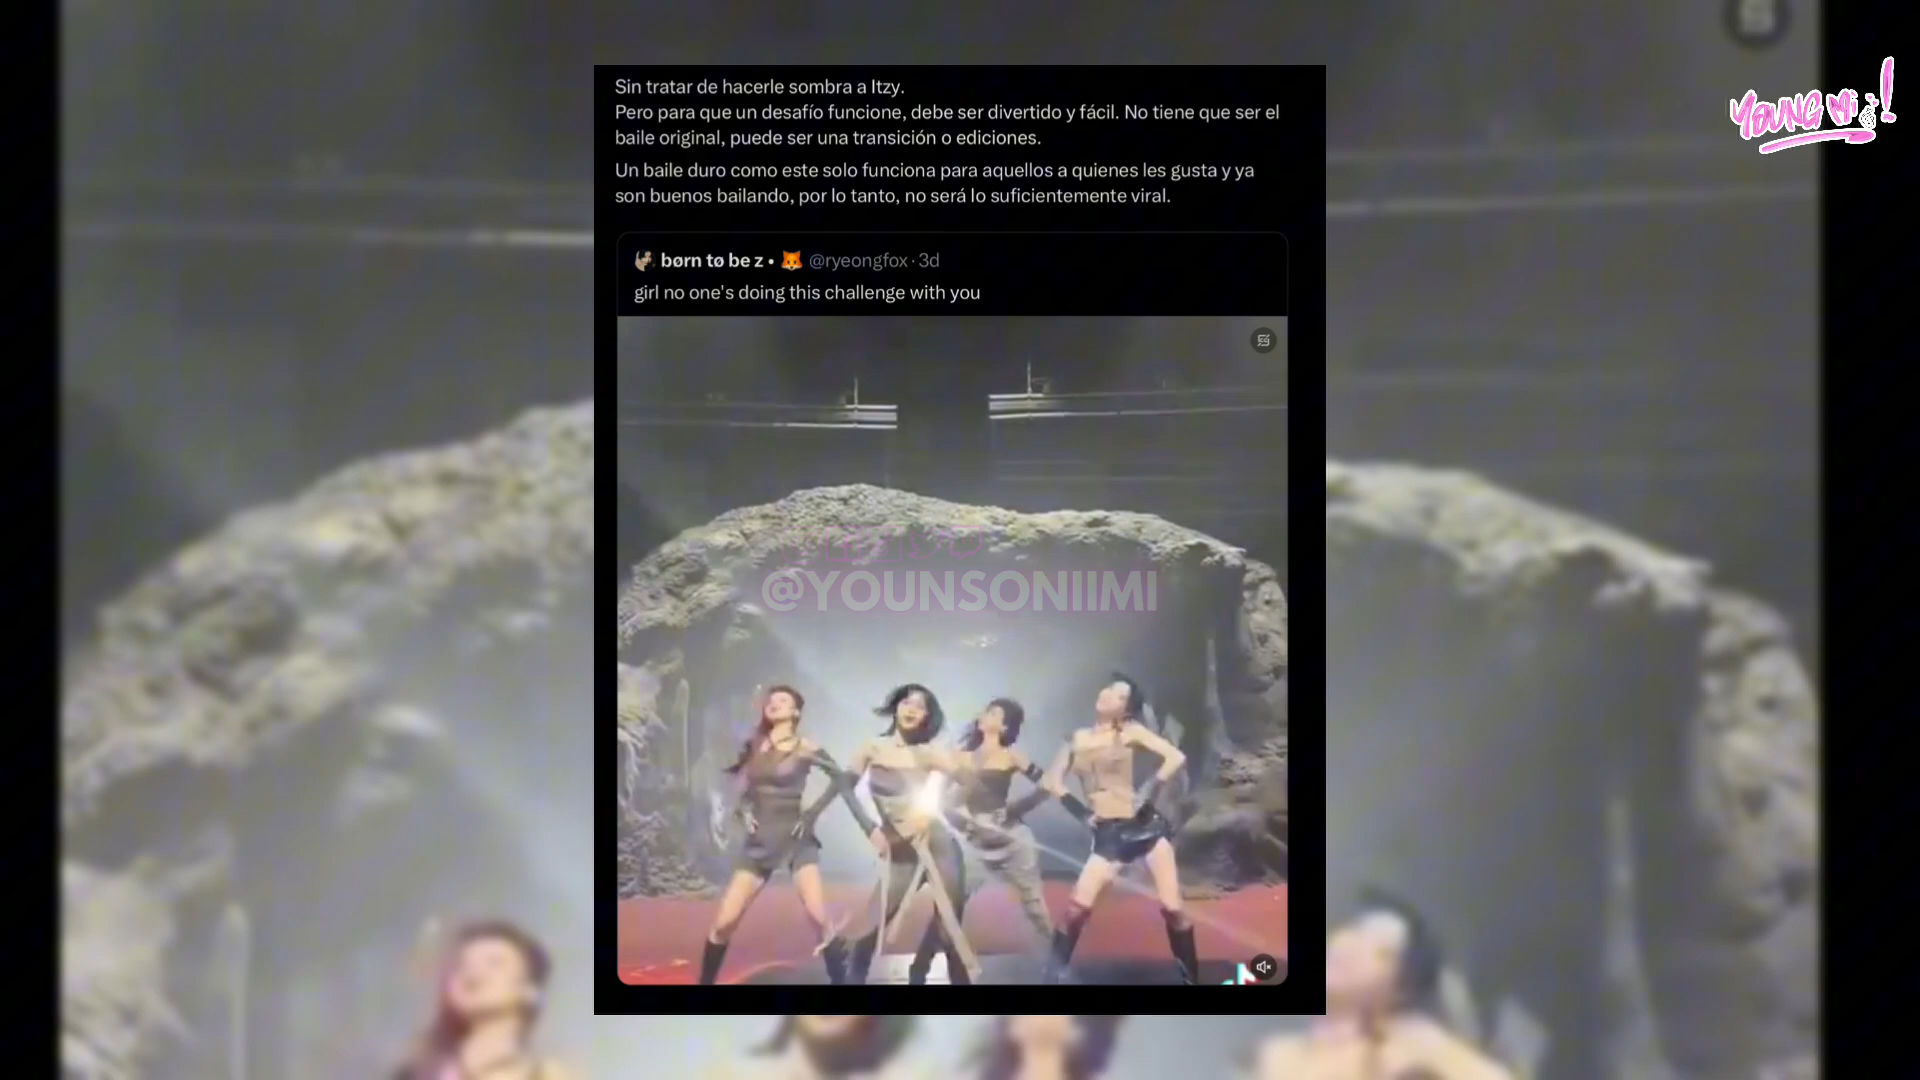 Sin tratar de hacerle sombra a Itzy.
Pero para que un desafío funcione, debe ser divertido y fácil. No tiene que ser el
baile original, puede ser una transición o ediciones.
Un baile duro como este solo funciona para aquellos a quienes les gusta y ya
son buenos bailando, por lo tanto, no será lo suficientemente viral.
børn tø be z • 🦊 @ryeongfox · 3d
girl no one's doing this challenge with you
@YOUNSONIIMI
YOUNG Mi!